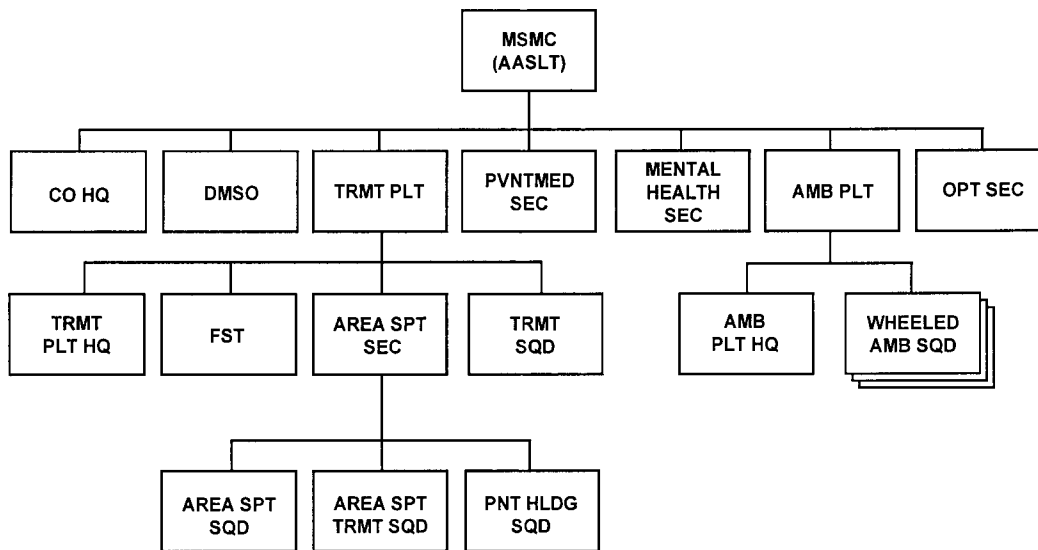 MSMC
(AASLT)
CO HQ
DMSO
TRMT PLT
PVNTMED
SEC
MENTAL
HEALTH
SEC
AMB PLT
OPT SEC
TRMT
PLT HQ
FST
AREA SPT
SEC
TRMT
SQD
AMB
PLT HQ
WHEELED
AMB SQD
AREA SPT
SQD
AREA SPT
TRMT SQD
PNT HLDG
SQD